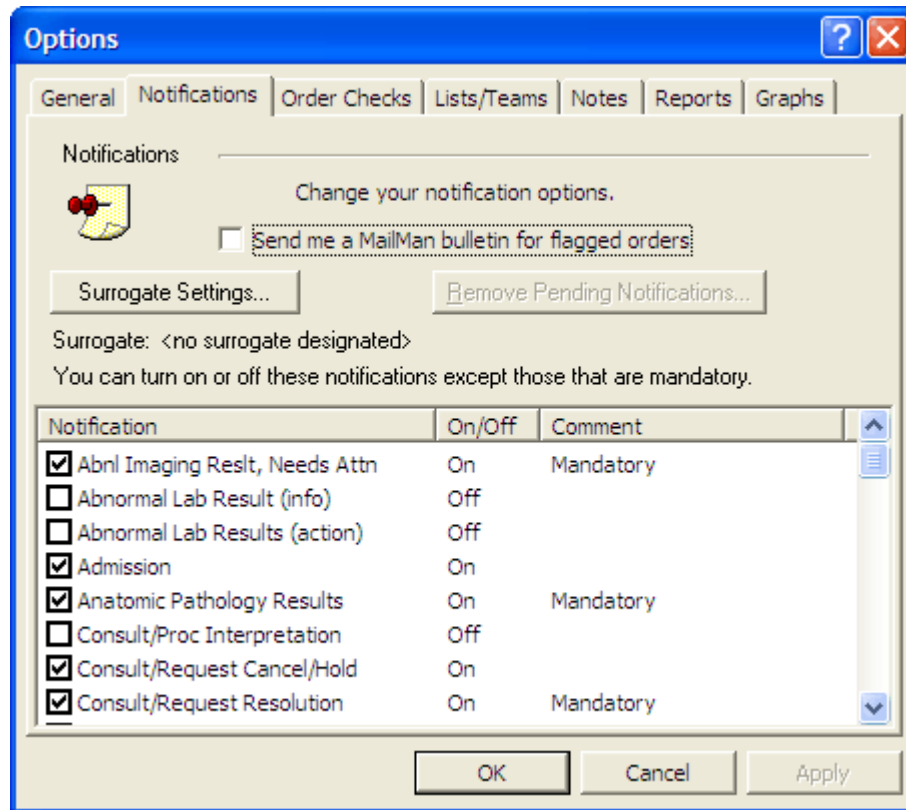 Options
General Notifications Order Checks Lists/Teams Notes Reports Graphs
Notifications
Change your notification options.
Send me a MailMan bulletin for flagged orders
Surrogate Settings... Remove Pending Notifications...
Surrogate: <no surrogate designated>
You can turn on or off these notifications except those that are mandatory.
Notification On/Off Comment
Abnl Imaging Reslt, Needs Attn On Mandatory
Abnormal Lab Result (info) Off
Abnormal Lab Results (action) Off
Admission On
Anatomic Pathology Results On Mandatory
Consult/Proc Interpretation Off
Consult/Request Cancel/Hold On
Consult/Request Resolution On Mandatory
OK Cancel Apply